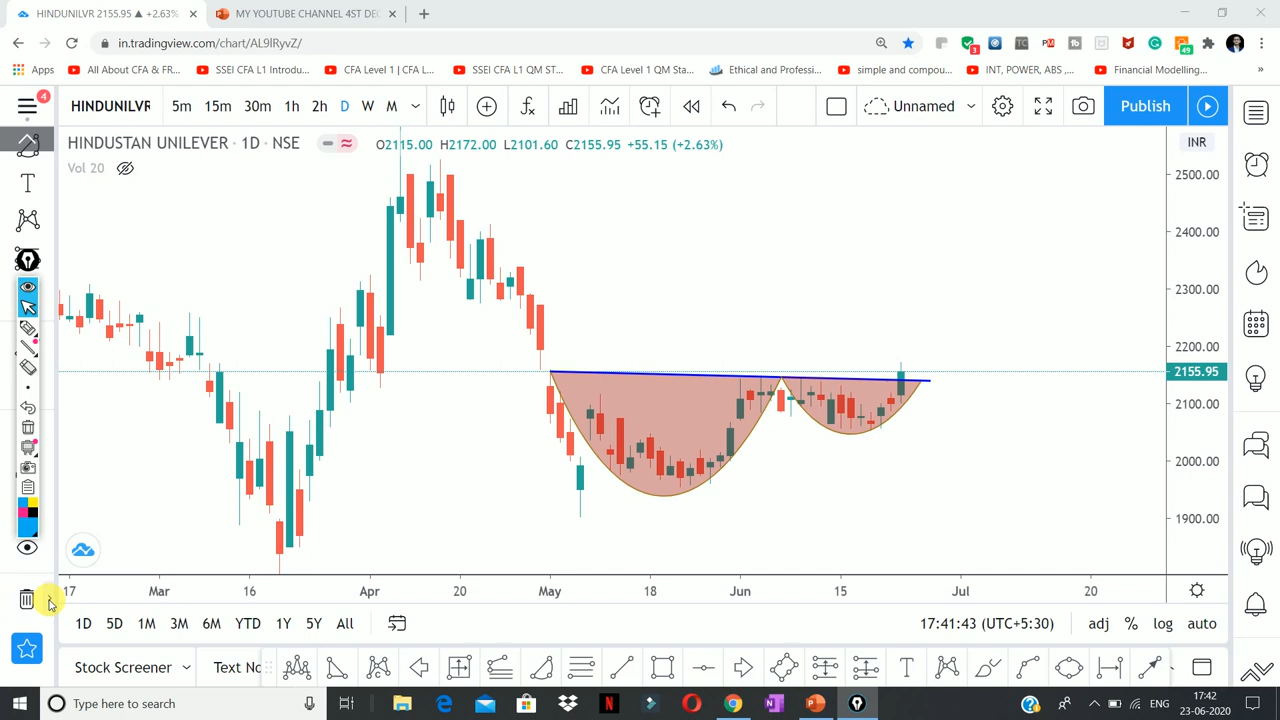 HINDUNILVR 2155.95 ▲ +2.63%
MY YOUTUBE CHANNEL 4ST DEC
in.tradingview.com/chart/AL9lRyvZ/
3
49
Apps
All About CFA & FR...
SSEI CFA L1 Introdu...
CFA Level 1 CFA L...
SSEI CFA L1 QM ST...
CFA Level 1 QM Sta...
Ethical and Professi...
simple and compou...
INT, POWER, ABS ,...
Financial Modelling...
4
HINDUNILVR
5m
15m
30m
1h
2h
D
W
M
Unnamed
Publish
HINDUSTAN UNILEVER · 1D · NSE
O2115.00 H2172.00 L2101.60 C2155.95 +55.15 (+2.63%)
INR
Vol 20
2500.00
2400.00
2300.00
2200.00
2155.95
2100.00
2000.00
1900.00
17
Mar
16
Apr
20
May
18
Jun
15
Jul
20
1D
5D
1M
3M
6M
YTD
1Y
5Y
All
17:41:43 (UTC+5:30)
adj
%
log
auto
Stock Screener
Text No
Type here to search
ENG
17:42
23-06-2020